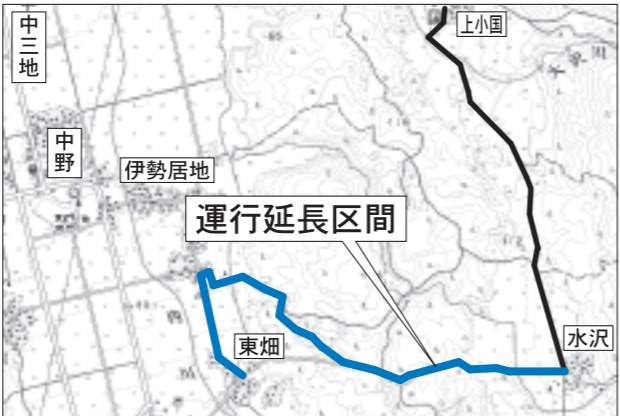 中三地
上小国
中野
伊勢居地
運行延長区間
東畑
水沢